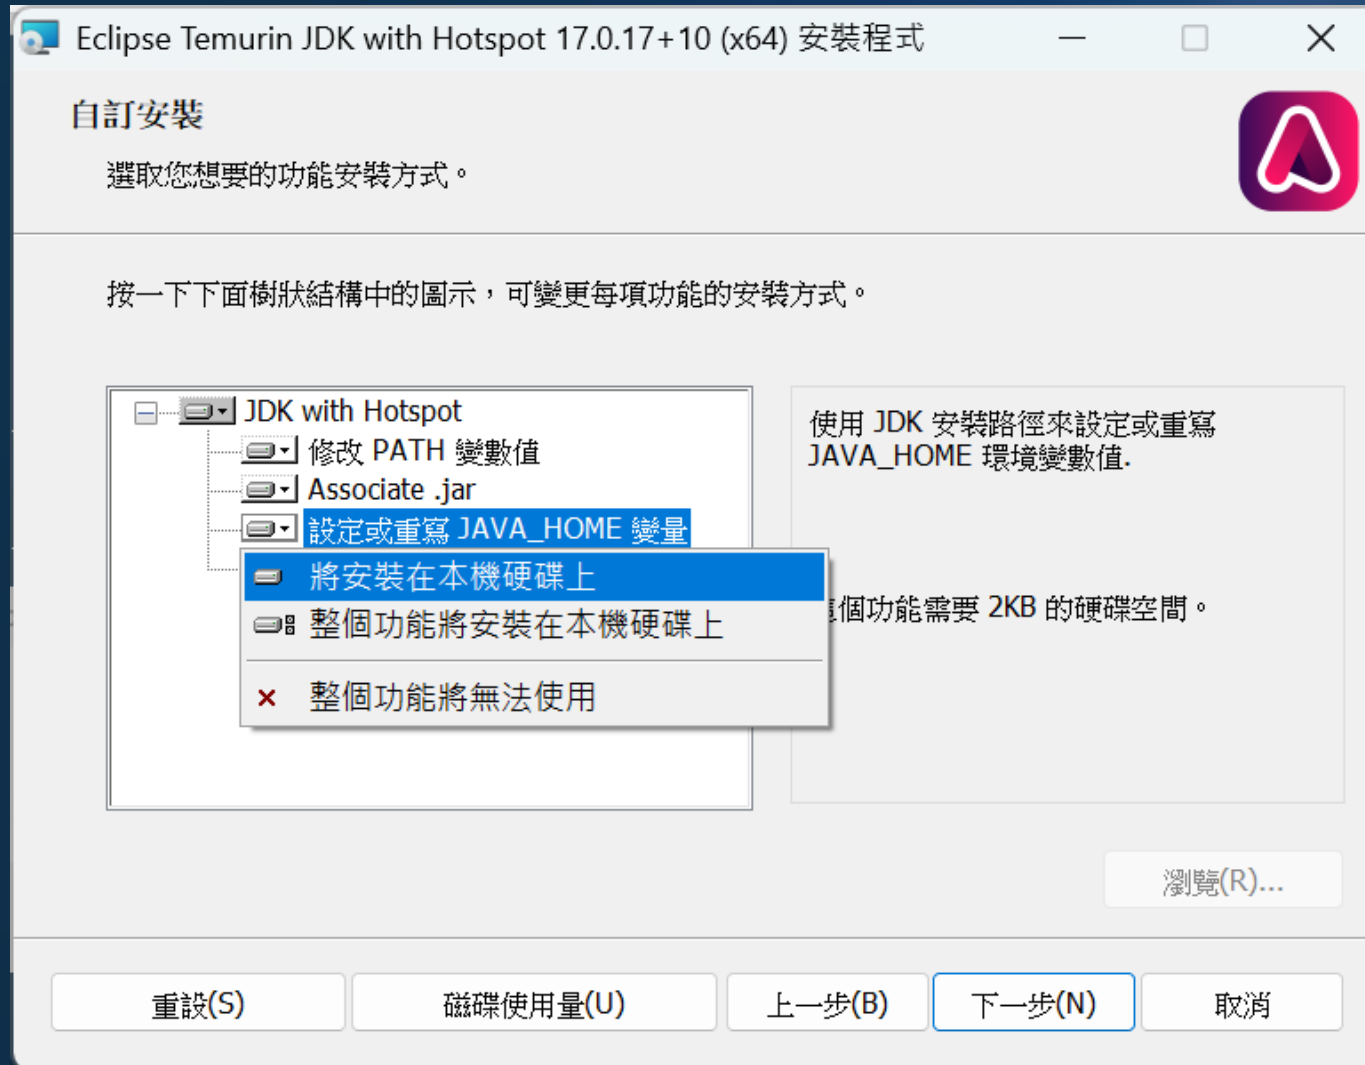 Eclipse Temurin JDK with Hotspot 17.0.17+10 (x64) 安裝程式
自訂安裝
選取您想要的功能安裝方式。
按一下下面樹狀結構中的圖示，可變更每項功能的安裝方式。
JDK with Hotspot
修改 PATH 變數值
Associate .jar
設定或重寫 JAVA_HOME 變量
將安裝在本機硬碟上
整個功能將安裝在本機硬碟上
整個功能將無法使用
使用 JDK 安裝路徑來設定或重寫
JAVA_HOME 環境變數值.
個功能需要 2KB 的硬碟空間。
瀏覽(R)...
重設(S)
磁碟使用量(U)
上一步(B)
下一步(N)
取消